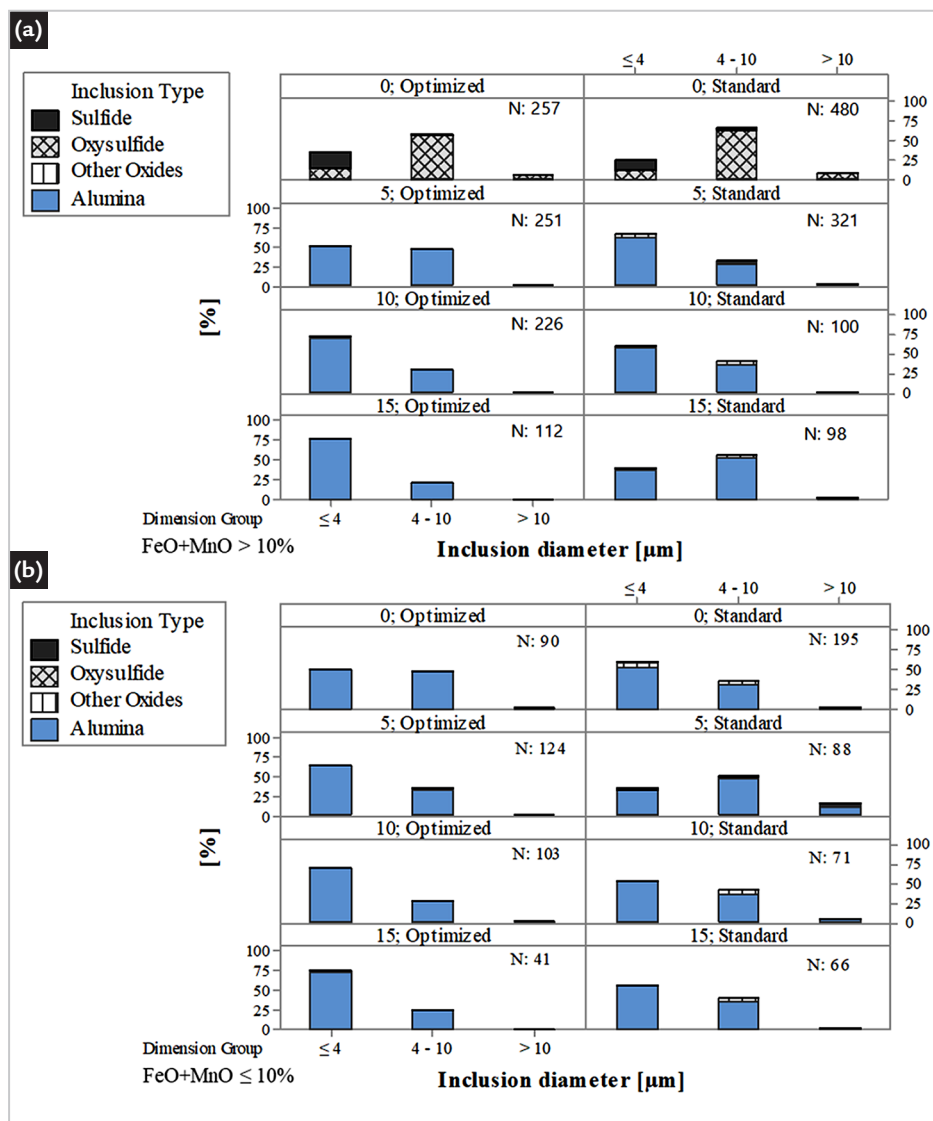 (a)
≤ 4 4 - 10 > 10
Inclusion Type
Sulfide
Oxysulfide
Other Oxides
Alumina
0; Optimized 0; Standard
N: 257 N: 480
100
75
50
25
0
5; Optimized 5; Standard
100
50
25
0
N: 251 N: 321
10; Optimized 10; Standard
N: 226 N: 100
100
50
25
0
15; Optimized 15; Standard
100
75
50
25
0
N: 112 N: 98
[%]
Dimension Group ≤ 4 4 - 10 > 10
FeO+MnO > 10% Inclusion diameter [µm]
(b)
≤ 4 4 - 10 > 10
Inclusion Type
Sulfide
Oxysulfide
Other Oxides
Alumina
0; Optimized 0; Standard
N: 90 N: 195
100
50
25
0
5; Optimized 5; Standard
100
50
25
0
N: 124 N: 88
10; Optimized 10; Standard
N: 103 N: 71
100
50
25
0
15; Optimized 15; Standard
100
75
50
25
0
N: 41 N: 66
[%]
Dimension Group ≤ 4 4 - 10 > 10
FeO+MnO ≤ 10% Inclusion diameter [µm]